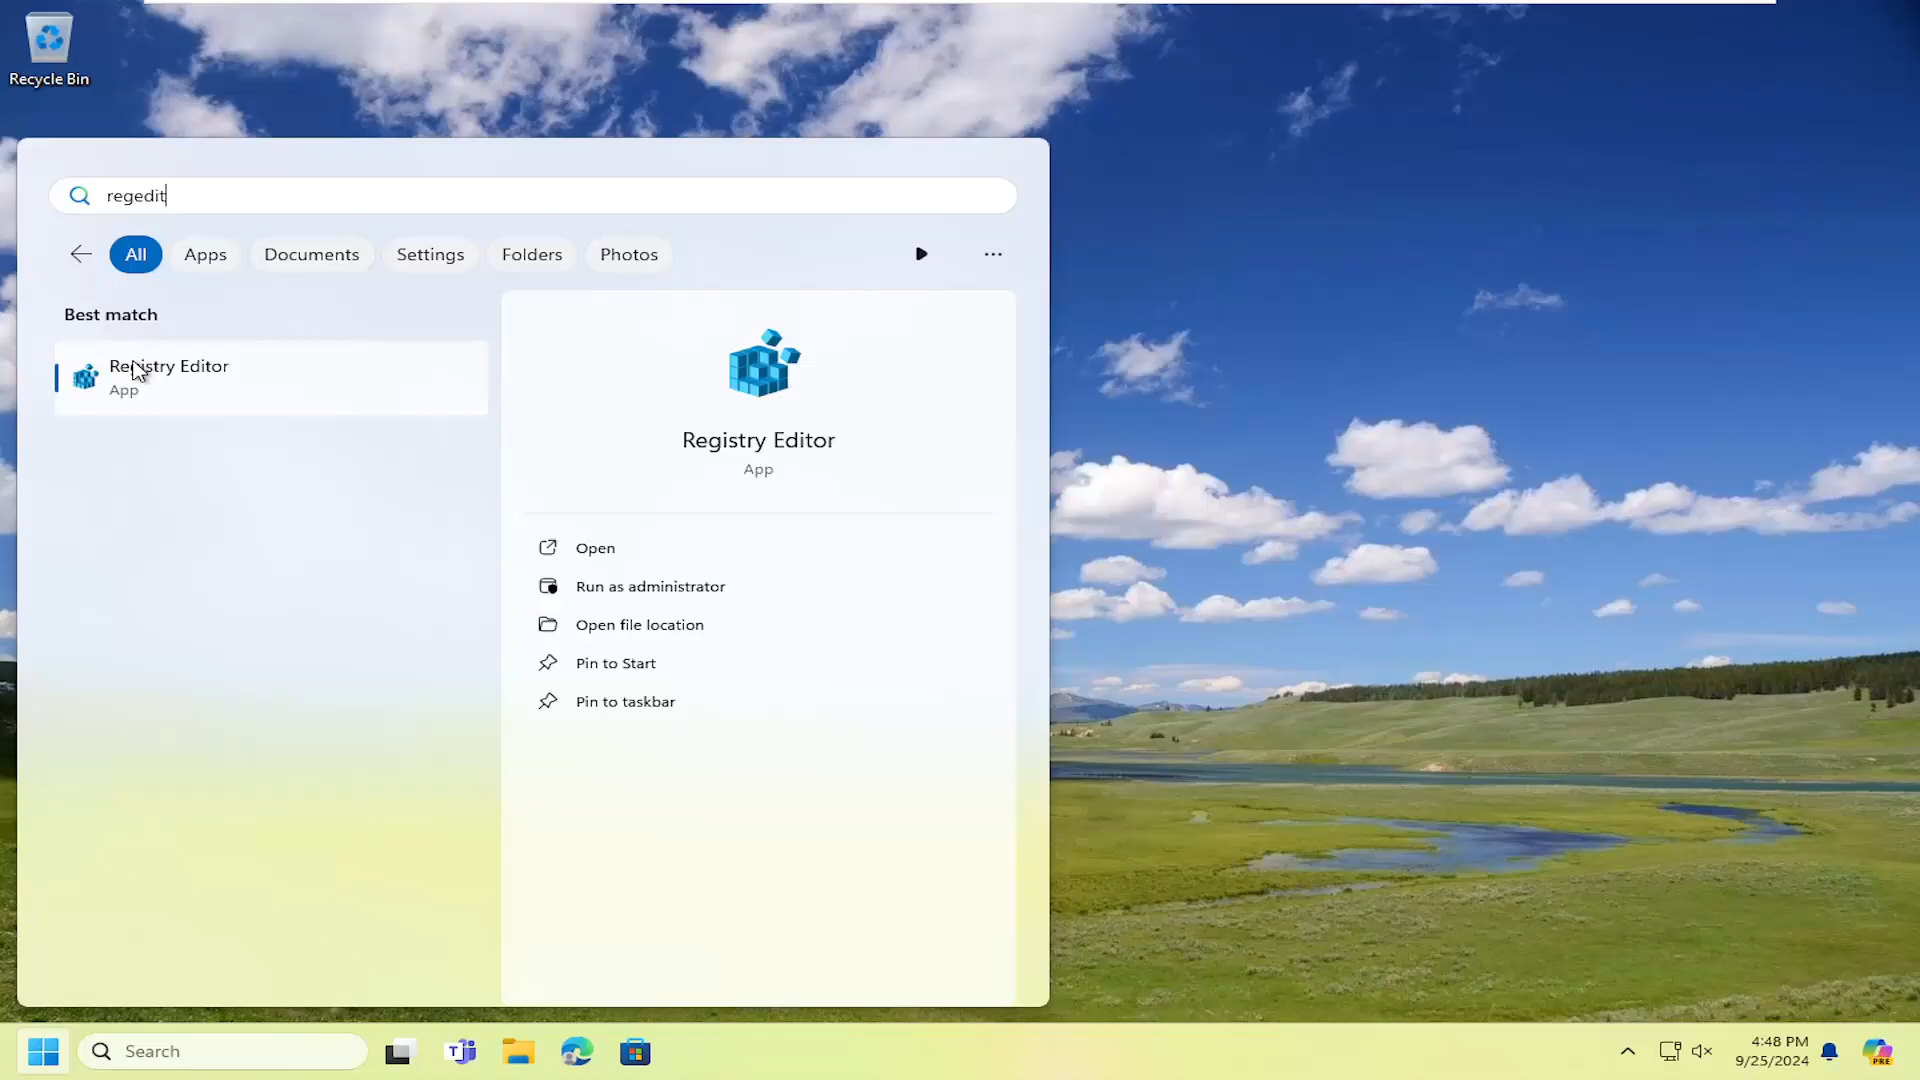 Recycle Bin
regedit
All Apps Documents Settings Folders Photos
Best match
Registry Editor
App
Registry Editor
App
Open
Run as administrator
Open file location
Pin to Start
Pin to taskbar
Search
4:48 PM
9/25/2024
PRE